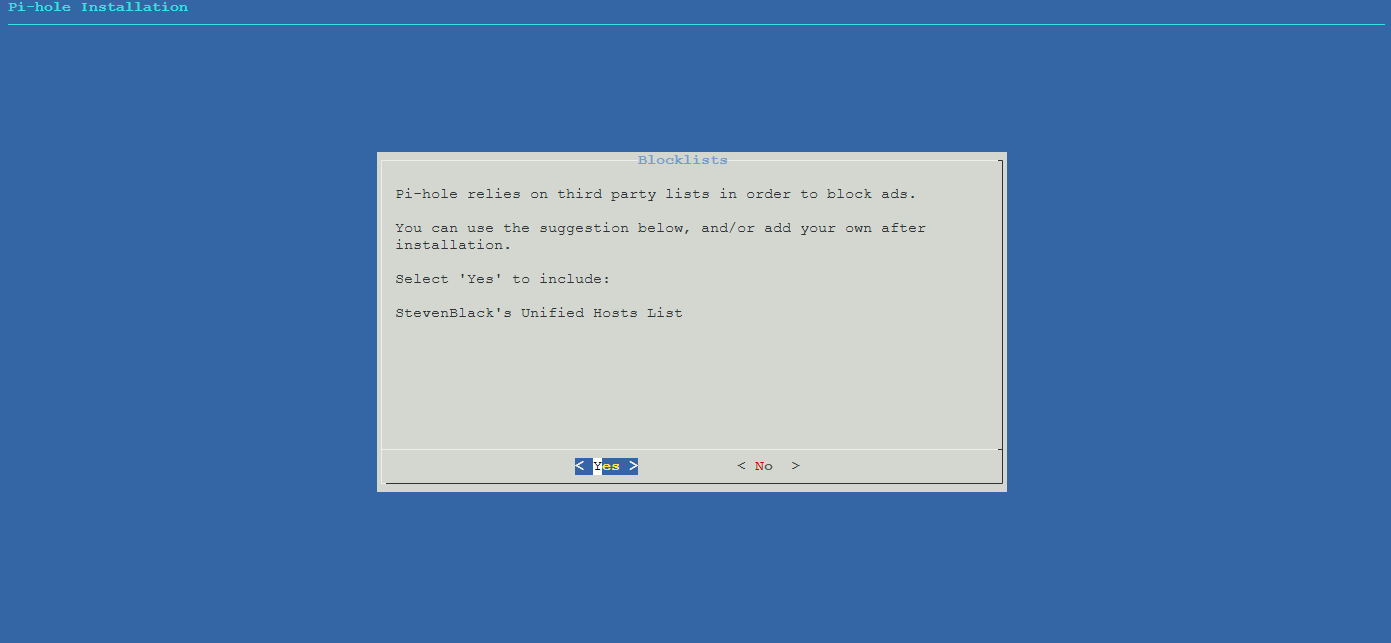 Pi-hole Installation
Blocklists
Pi-hole relies on third party lists in order to block ads.
You can use the suggestion below, and/or add your own after
installation.
Select 'Yes' to include:
StevenBlack's Unified Hosts List
< Yes > < No >